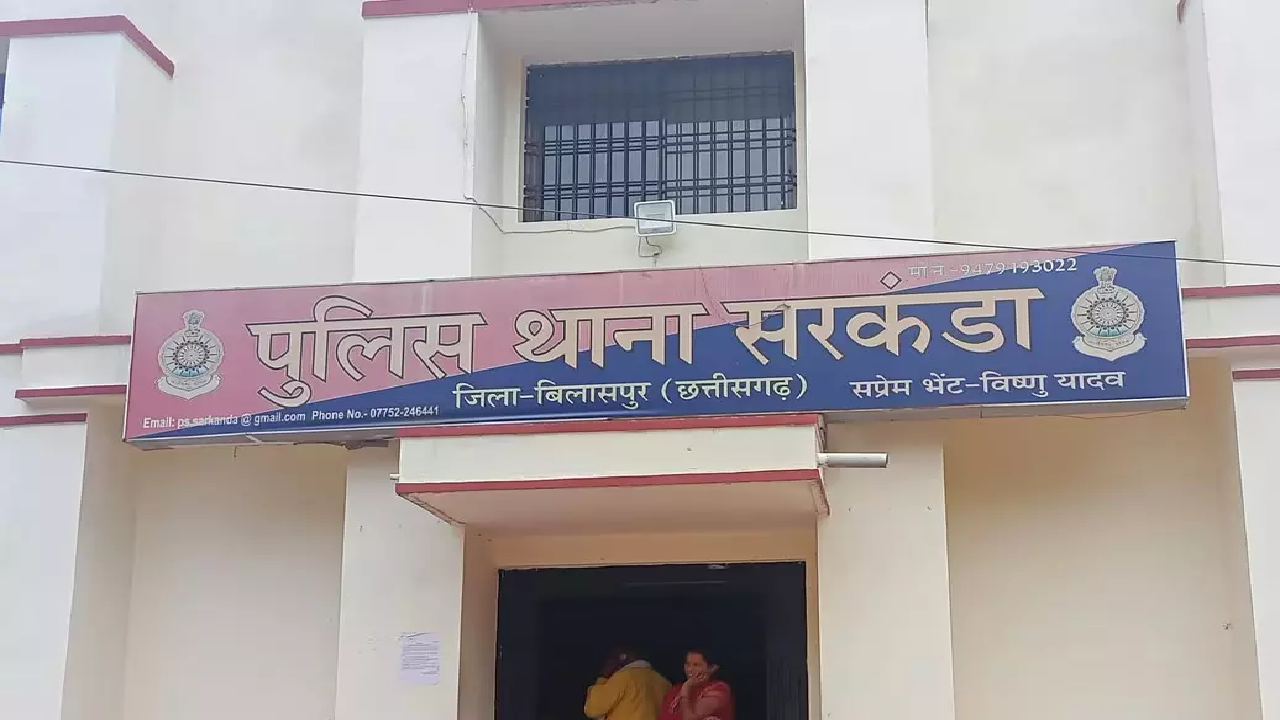 मो.नं.-9479193022
पुलिस थाना सरकंडा
जिला-बिलासपुर (छत्तीसगढ़) सप्रेम भेंट-विष्णु यादव
Email: ps.sarkanda@gmail.com Phone No.- 07752-246441